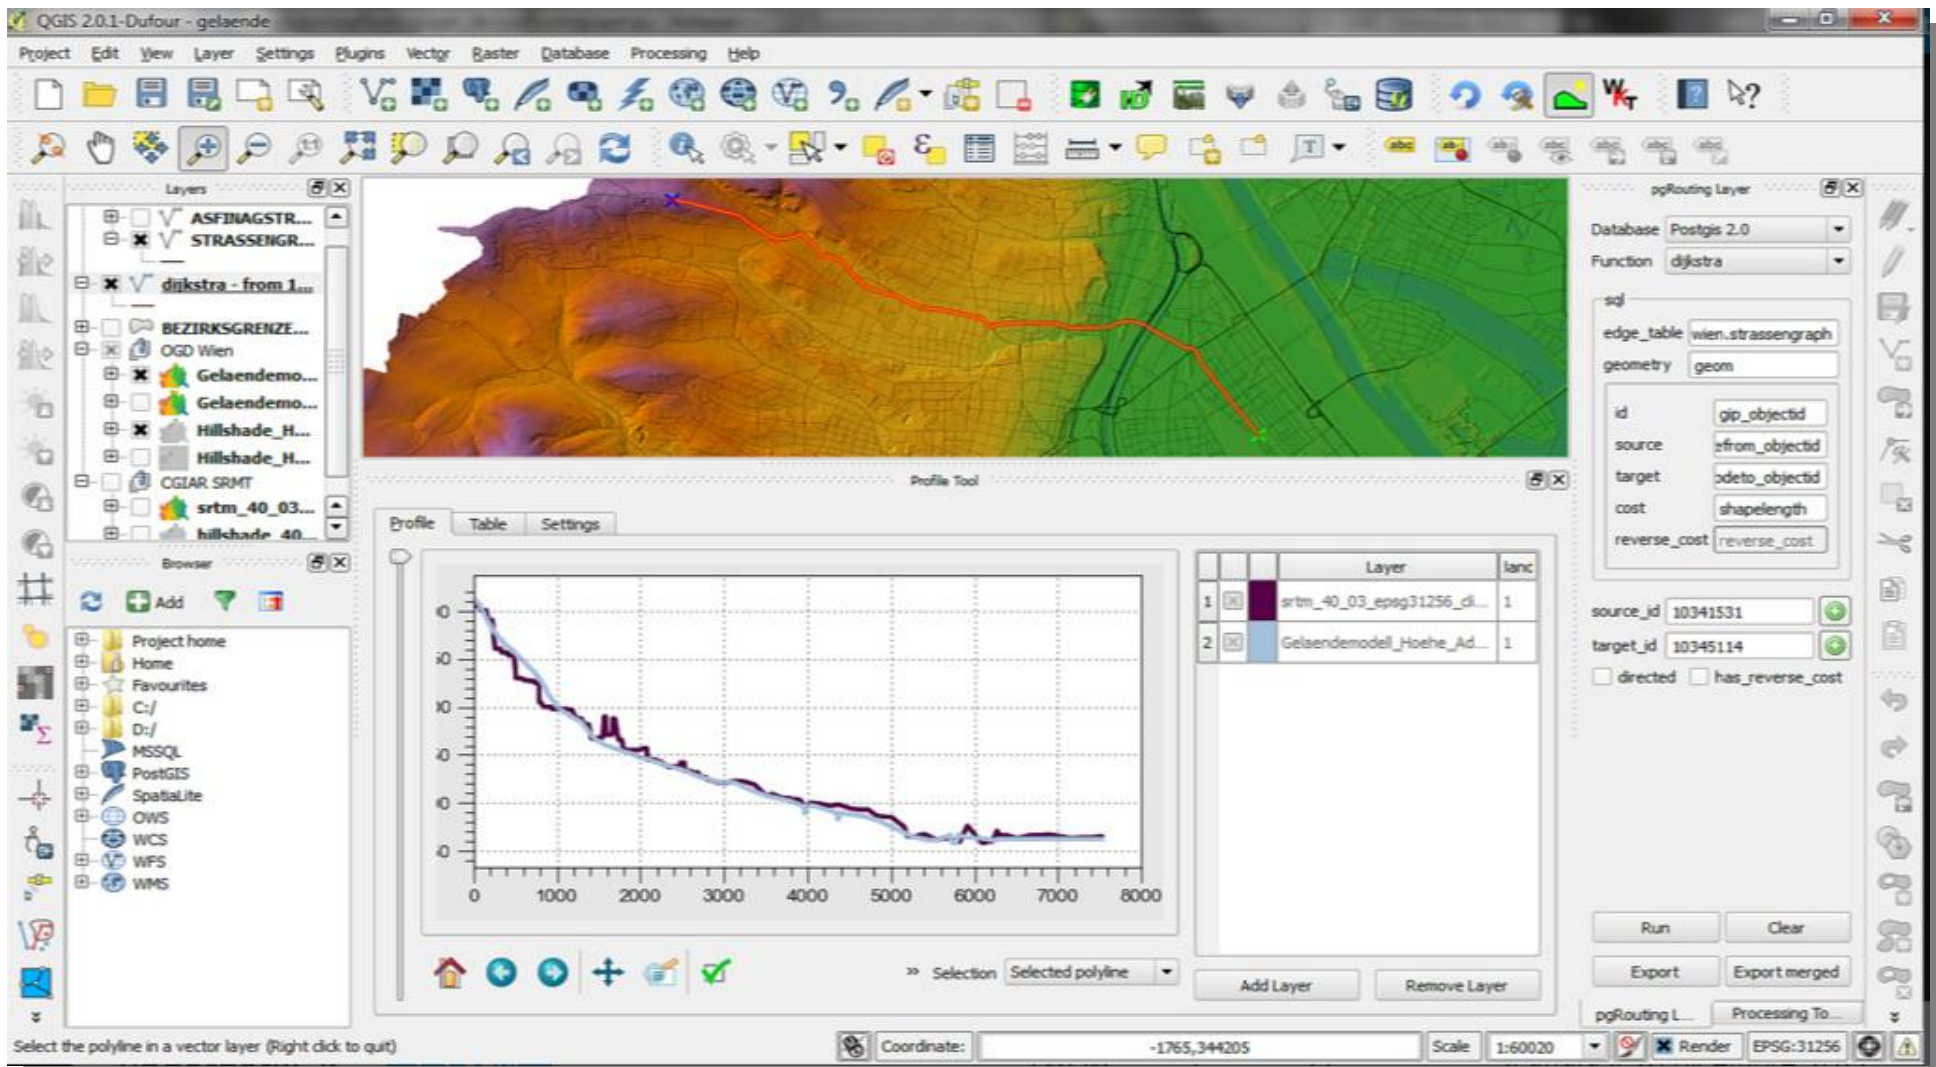 QGIS 2.0.1-Dufour - gelaende
Project Edit View Layer Settings Plugins Vector Raster Database Processing Help
Layers
ASFINAGSTR...
STRASSENGR...
dijkstra - from 1...
BEZIRKSGRENZE...
OGD Wien
Gelaendemo...
Gelaendemo...
Hillshade_H...
Hillshade_H...
CGIAR SRMT
srtm_40_03...
hillshade_40...
Browser
Add
Project home
Home
Favourites
C:/
D:/
MSSQL
PostGIS
SpatiaLite
OWS
WCS
WFS
WMS
Profile Tool
Profile Table Settings
0 1000 2000 3000 4000 5000 6000 7000 8000
Layer lanc
1 srtm_40_03_epsg31256_cli... 1
2 Gelaendemodell_Hoehe_Ad... 1
» Selection Selected polyline
Add Layer Remove Layer
pgRouting Layer
Database Postgis 2.0
Function dijkstra
sql
edge_table wien.strassengraph
geometry geom
id gip_objectid
source efrom_objectid
target odeto_objectid
cost shapelength
reverse_cost reverse_cost
source_id 10341531
target_id 10345114
directed has_reverse_cost
Run Clear
Export Export merged
pgRouting L... Processing To...
Select the polyline in a vector layer (Right click to quit)
Coordinate: -1765,344205 Scale 1:60020 Render EPSG:31256